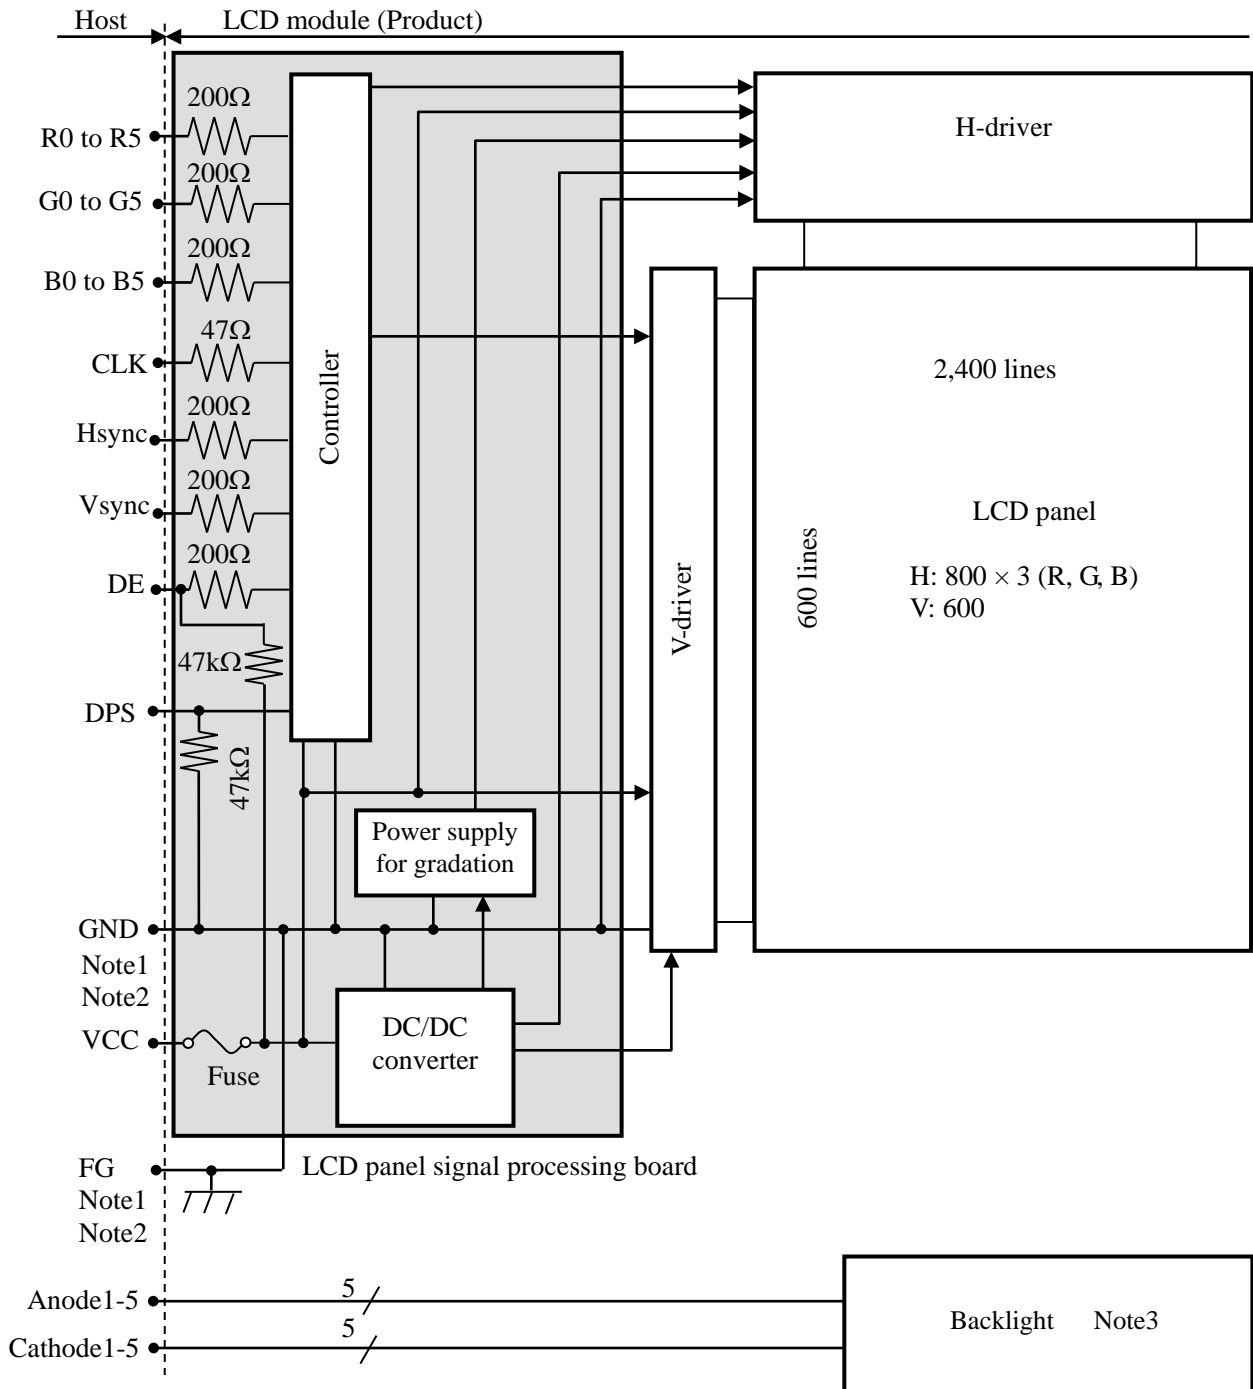 Host
LCD module (Product)
200Ω
R0 to R5
200Ω
G0 to G5
200Ω
B0 to B5
47Ω
CLK
200Ω
Hsync
200Ω
Vsync
200Ω
DE
47kΩ
DPS
47kΩ
Controller
H-driver
V-driver
2,400 lines
600 lines
LCD panel
H: 800 × 3 (R, G, B)
V: 600
Power supply
for gradation
GND
Note1
Note2
VCC
Fuse
DC/DC
converter
FG
Note1
Note2
LCD panel signal processing board
Anode1-5
5
Cathode1-5
5
Backlight Note3